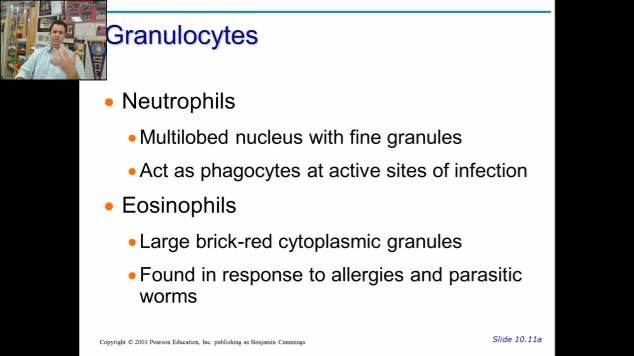 Granulocytes
• Neutrophils
• Multilobed nucleus with fine granules
• Act as phagocytes at active sites of infection
• Eosinophils
• Large brick-red cytoplasmic granules
• Found in response to allergies and parasitic
worms
Copyright © 2003 Pearson Education, Inc. publishing as Benjamin Cummings
Slide 10.11a
UCLA